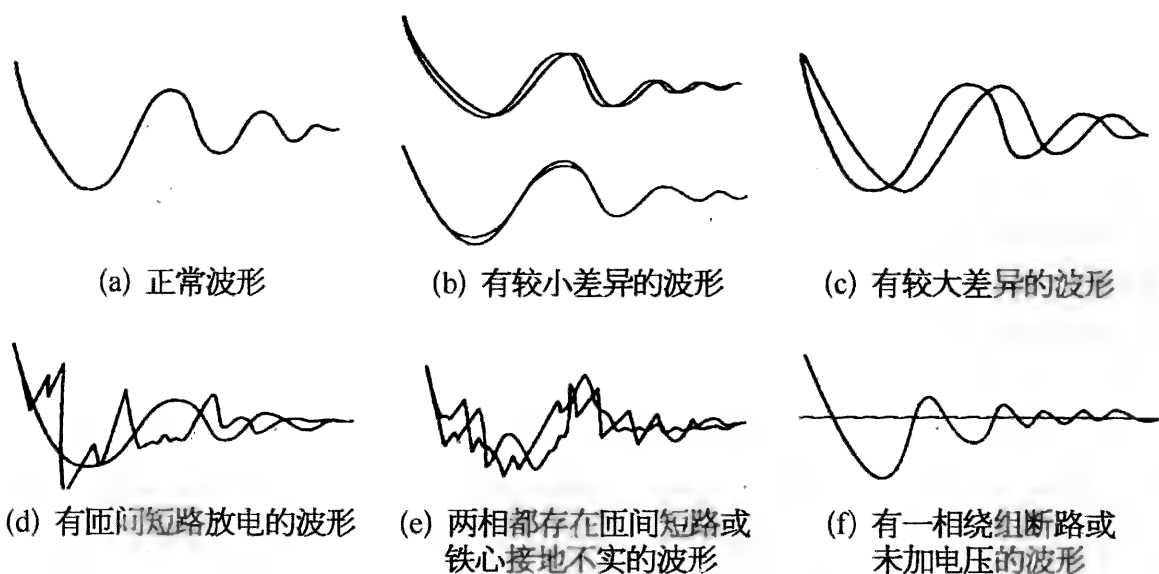 (a) 正常波形
(b) 有较小差异的波形
(c) 有较大差异的波形
(d) 有匝间短路放电的波形
(e) 两相都存在匝间短路或
铁心接地不实的波形
(f) 有一相绕组断路或
未加电压的波形